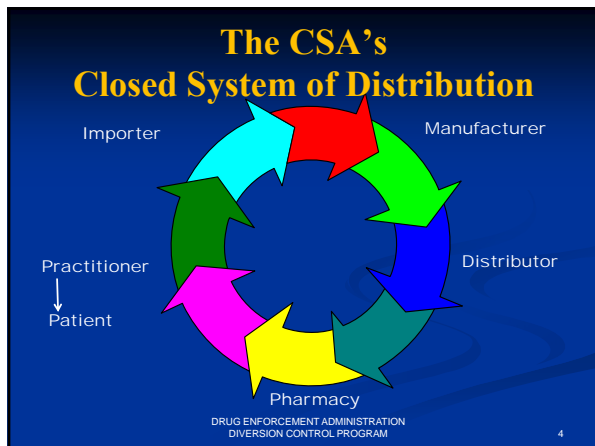 The CSA's
Closed System of Distribution
Importer
Manufacturer
Distributor
Practitioner
Patient
Pharmacy
DRUG ENFORCEMENT ADMINISTRATION
DIVERSION CONTROL PROGRAM
4